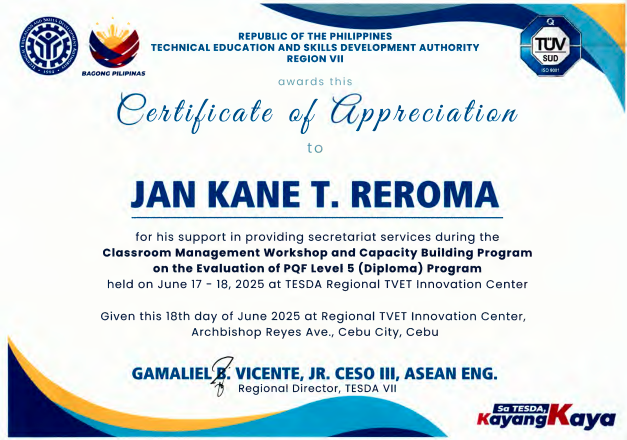 REPUBLIC OF THE PHILIPPINES
TECHNICAL EDUCATION AND SKILLS DEVELOPMENT AUTHORITY
REGION VII
BAGONG PILIPINAS
TÜV
SUD
ISO 9001
awards this
Certificate of Appreciation
to
JAN KANE T. REROMA
for his support in providing secretariat services during the
Classroom Management Workshop and Capacity Building Program
on the Evaluation of PQF Level 5 (Diploma) Program
held on June 17 - 18, 2025 at TESDA Regional TVET Innovation Center
Given this 18th day of June 2025 at Regional TVET Innovation Center,
Archbishop Reyes Ave., Cebu City, Cebu
GAMALIEL B. VICENTE, JR. CESO III, ASEAN ENG.
Regional Director, TESDA VII
Sa TESDA,
Kayang Kaya